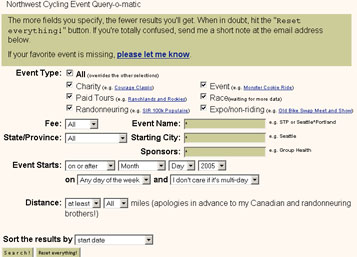 Northwest Cycling Event Query-o-matic
The more fields you specify, the fewer results you'll get. When in doubt, hit the "Reset
everything!" button. If you're totally confused, send me a short note at the email address
below.
If your favorite event is missing, please let me know.
Event Type: All (overrides the other selections)
Charity (e.g. Courage Classic) Event (e.g. Monster Cookie Ride)
Paid Tours (e.g. Ranchlands and Rockies) Race (waiting for more data)
Randonneuring (e.g. SIR 100k Populaire) Expo/non-riding (e.g. Old Bike Swap Meet and Show)
Fee: All Event Name: * e.g. STP or Seattle*Portland
State/Province: All Starting City: * e.g. Seattle
Sponsors: * e.g. Group Health
Event Starts: on or after Month Day 2005
on Any day of the week and I don't care if it's multi-day
Distance: at least All miles (apologies in advance to my Canadian and randonneuring
brothers!)
Sort the results by start date
Search! Reset everything!